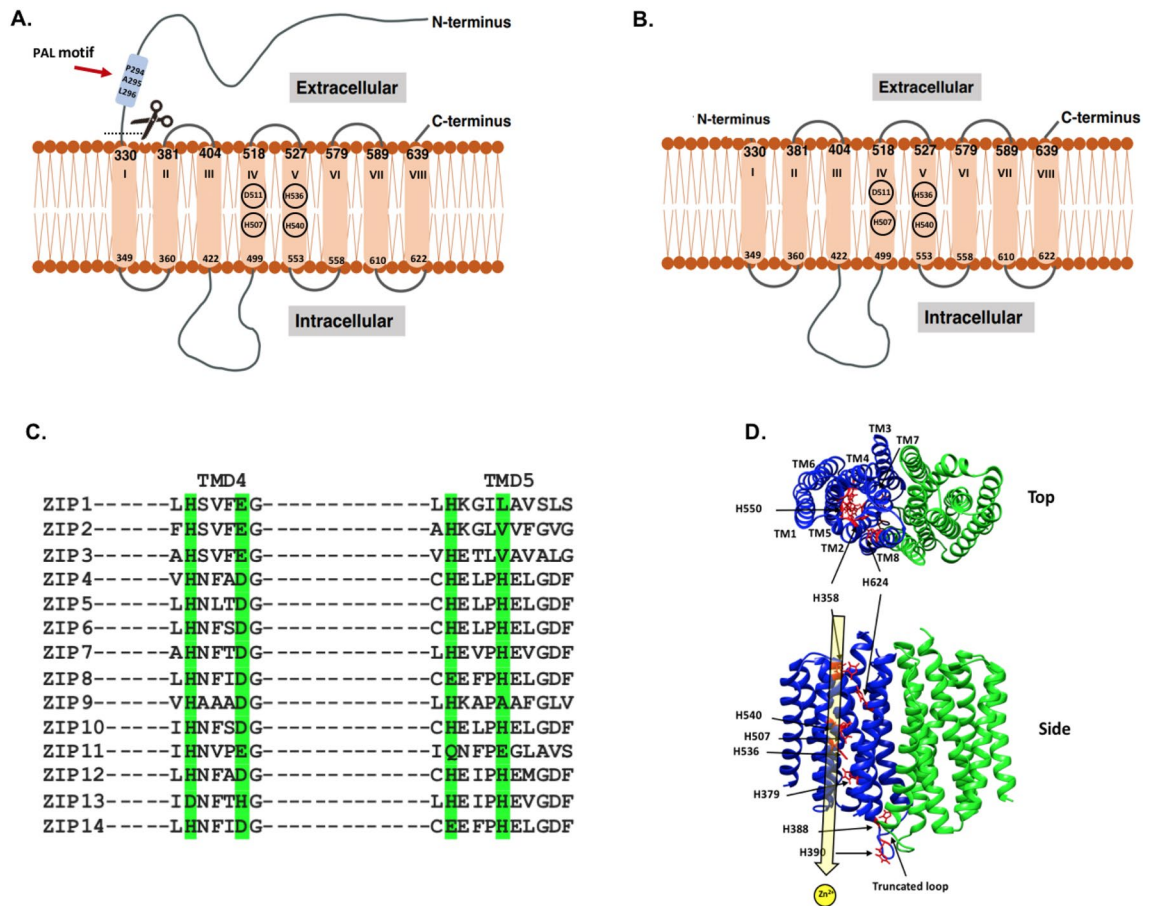 A.
N-terminus
PAL motif
P294
A295
L296
Extracellular
C-terminus
330 381 404 518 527 579 589 639
I II III IV V VI VII VIII
D511 H536
H507 H540
349 360 422 499 553 558 610 622
Intracellular
B.
Extracellular
N-terminus
C-terminus
330 381 404 518 527 579 589 639
I II III IV V VI VII VIII
D511 H536
H507 H540
349 360 422 499 553 558 610 622
Intracellular
C.
TMD4 TMD5
ZIP1------LHSVFEG--------------LHKGILAVSLS
ZIP2------FHSVFEG--------------AHKGLVVFGVG
ZIP3------AHSVFEG--------------VHETLVAVALG
ZIP4------VHNFADG--------------CHELPHELGDF
ZIP5------LHNLTDG--------------CHELPHELGDF
ZIP6------LHNFSDG--------------CHELPHELGDF
ZIP7------AHNFTDG--------------LHEVPHEVGDF
ZIP8------LHNFIDG--------------CEEFPHELGDF
ZIP9------VHAAADG--------------LHKAPAAFGLV
ZIP10-----IHNFSDG--------------CHELPHELGDF
ZIP11-----IHNVPEG--------------IQNFPEGLAVS
ZIP12-----LHNFADG--------------CHEIPHEMGDF
ZIP13-----IDNFTHG--------------LHEIPHEVGDF
ZIP14-----LHNFIDG--------------CEEFPHELGDF
D.
TM3
TM7
TM4
TM6
Top
H550
TM1
TM5
TM2
TM8
H624
H358
H540
H507
H536
Side
H379
H388
H390
Truncated loop
Zn2+